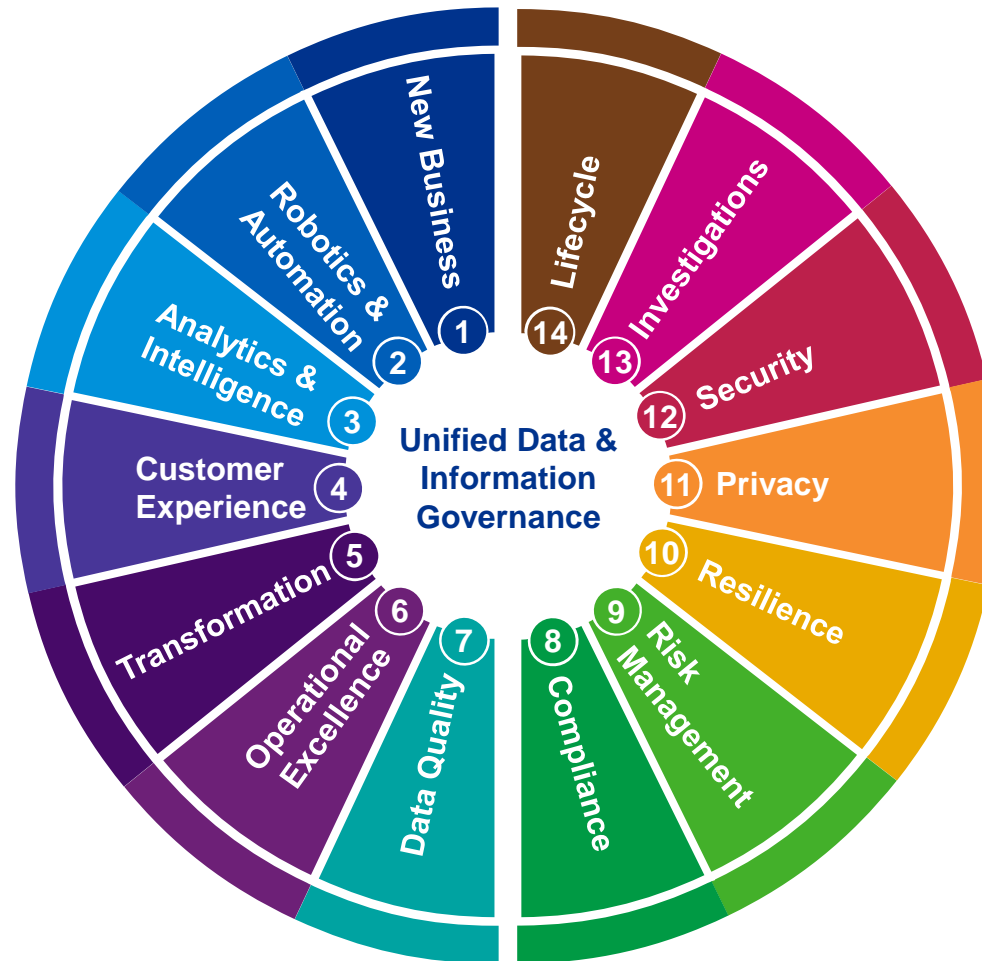 Unified Data &
Information
Governance
1
New Business
2
Robotics &
Automation
3
Analytics &
Intelligence
4
Customer
Experience
5
Transformation
6
Operational
Excellence
7
Data Quality
8
Compliance
9
Risk
Management
10
Resilience
11
Privacy
12
Security
13
Investigations
14
Lifecycle